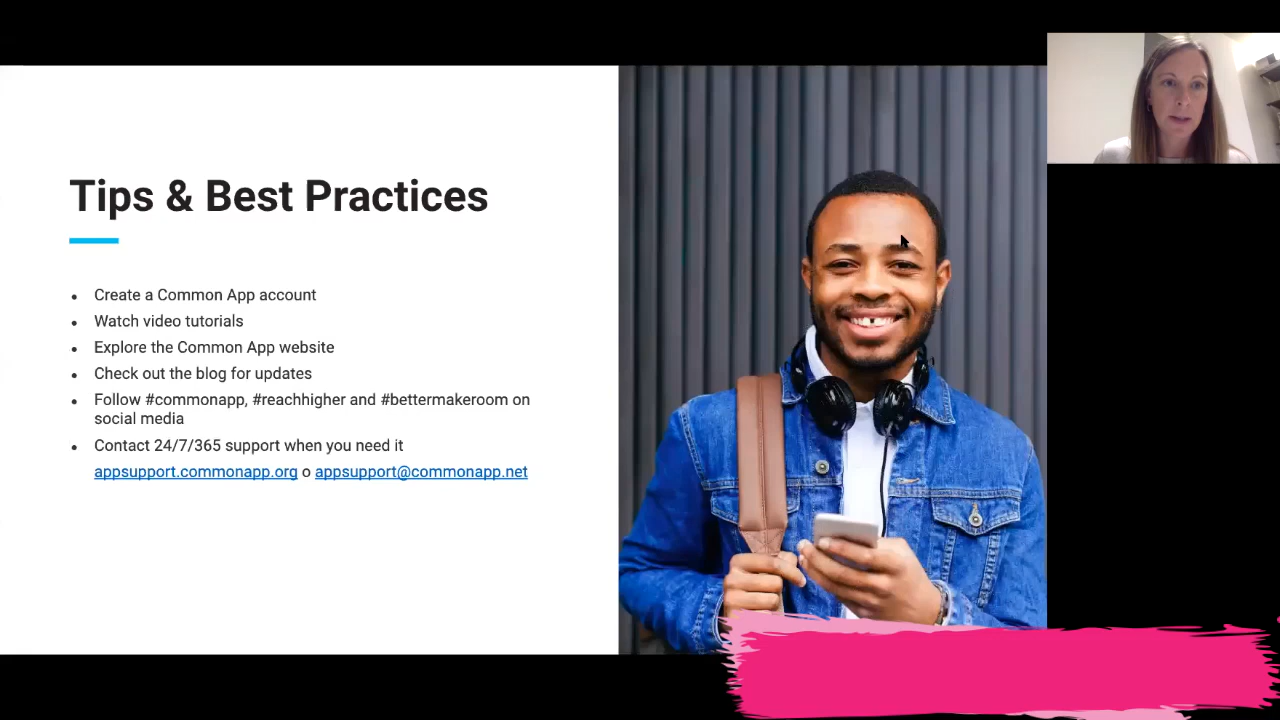 Tips & Best Practices
• Create a Common App account
• Watch video tutorials
• Explore the Common App website
• Check out the blog for updates
• Follow #commonapp, #reachhigher and #bettermakeroom on
social media
• Contact 24/7/365 support when you need it
appsupport.commonapp.org o appsupport@commonapp.net